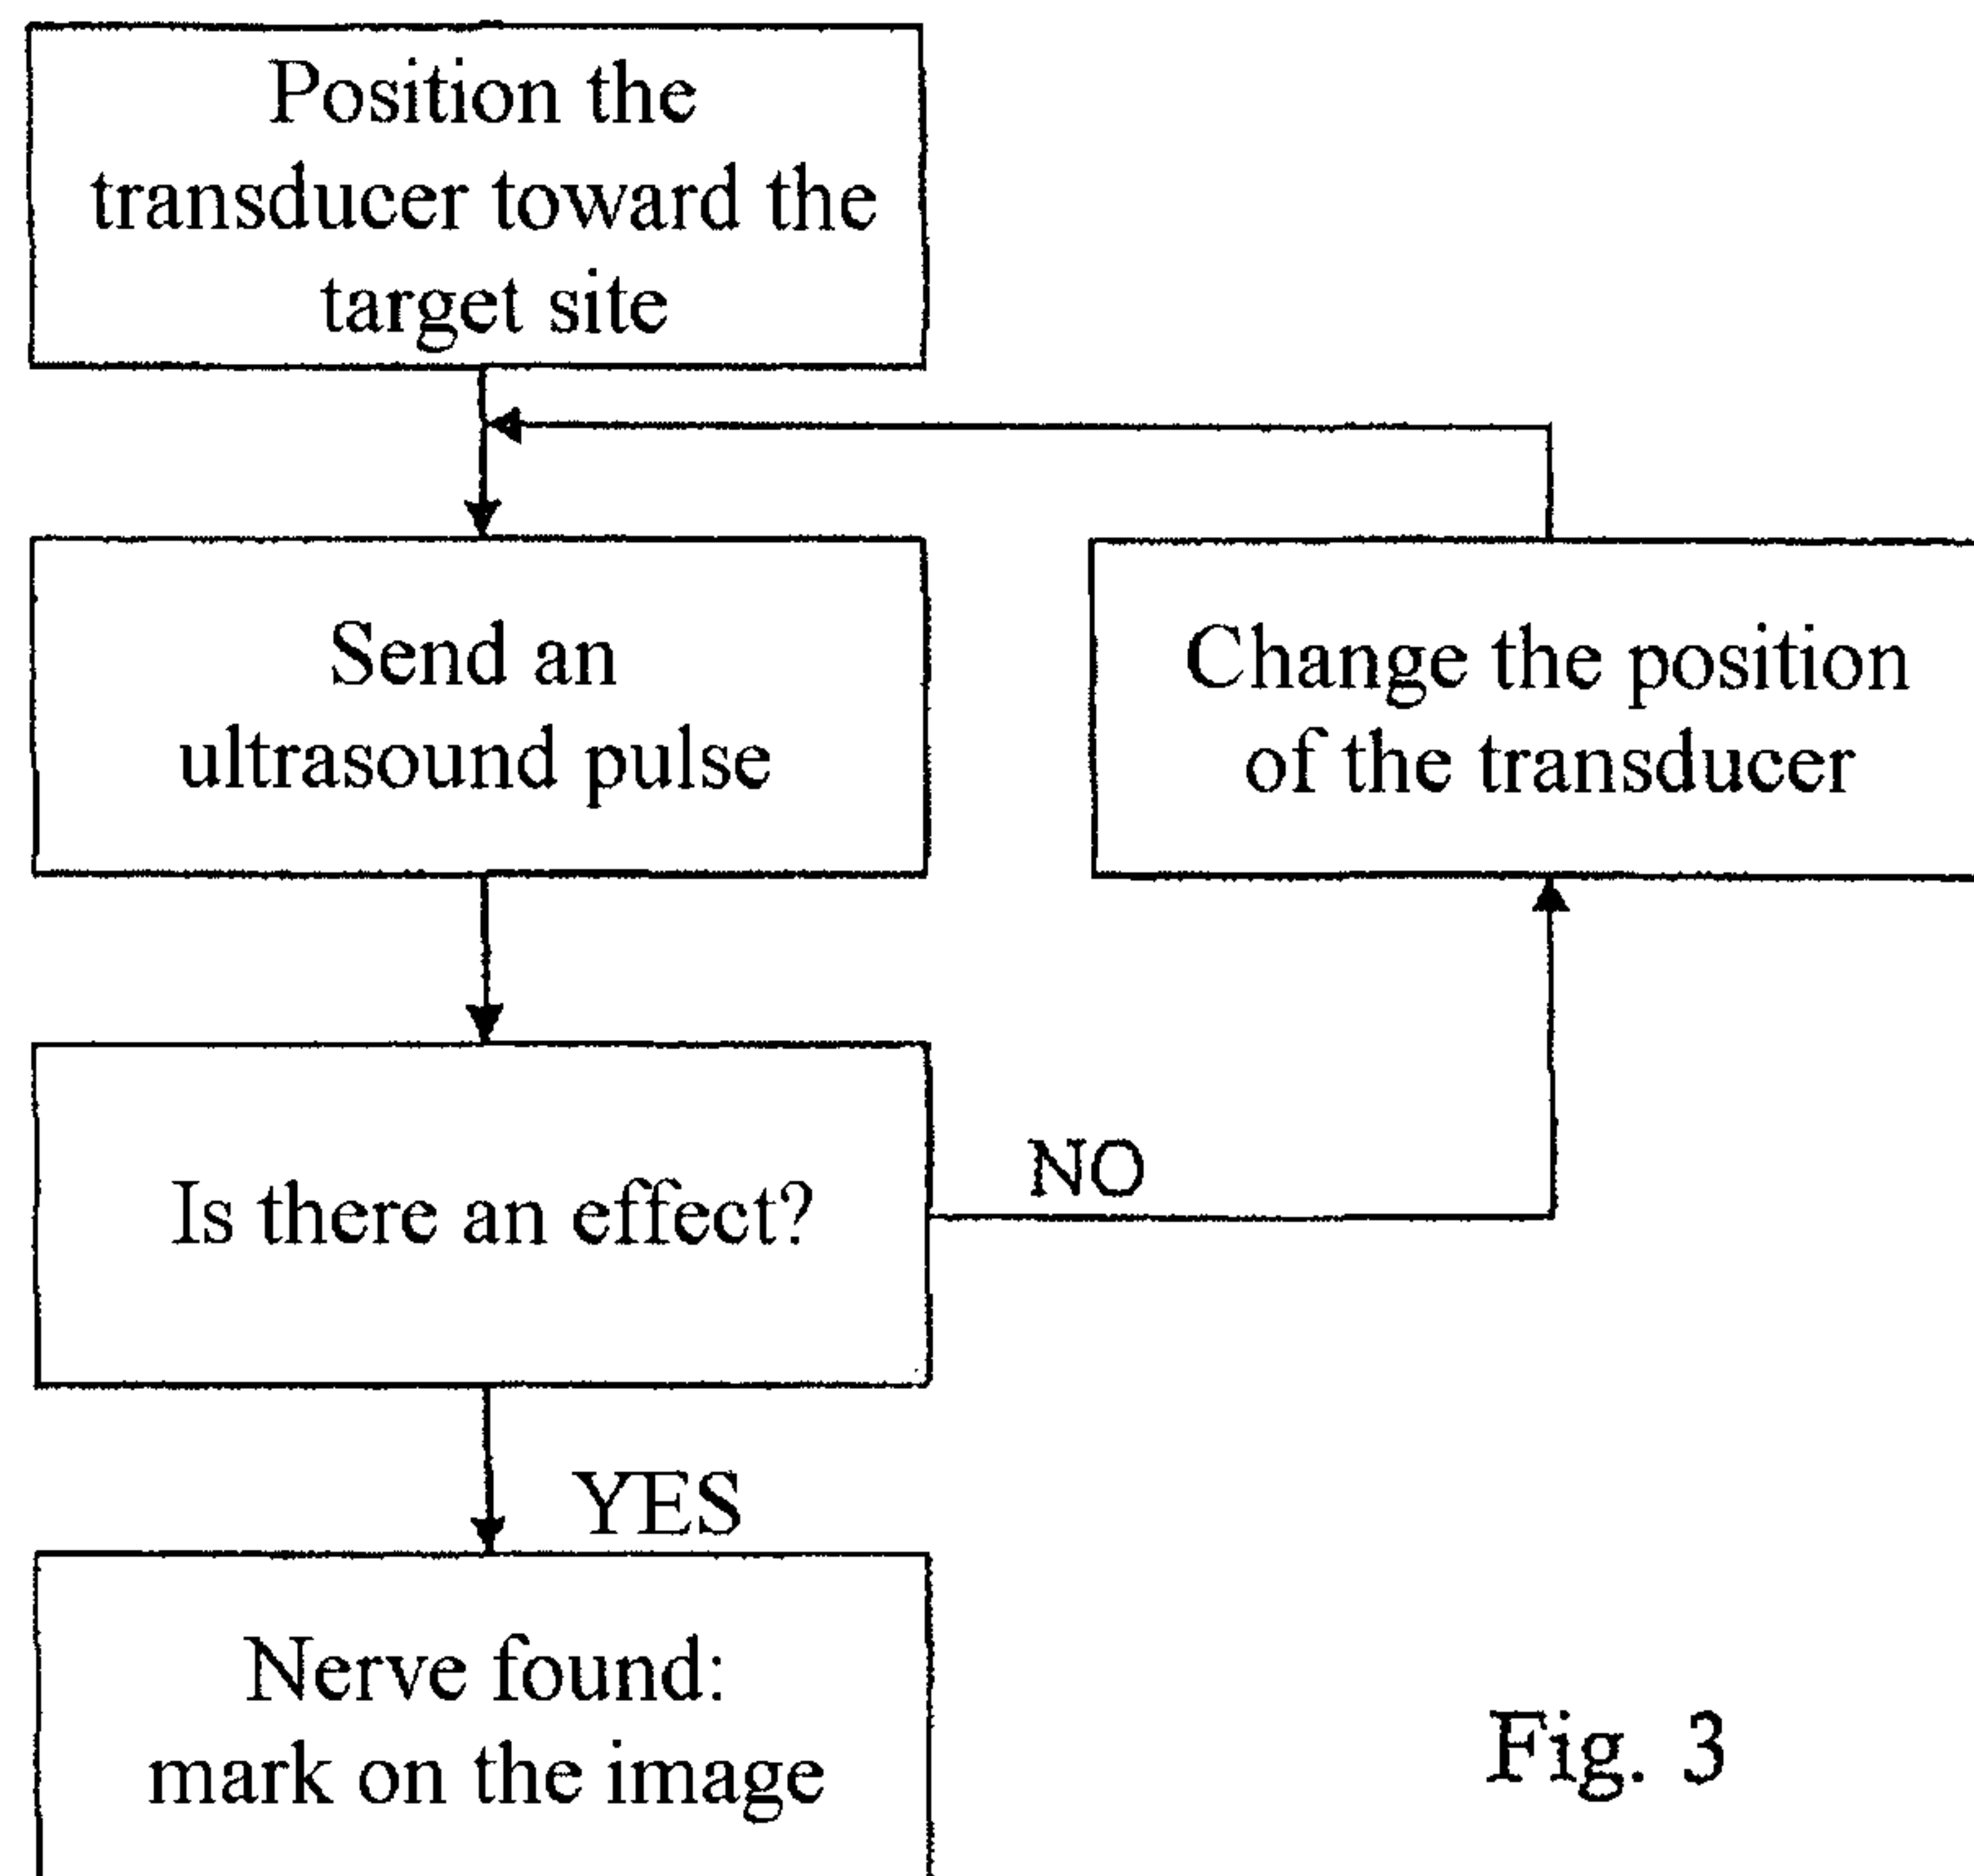 Position the
transducer toward the
target site
Send an
ultrasound pulse
Change the position
of the transducer
Is there an effect?
NO
YES
Nerve found:
mark on the image
Fig. 3